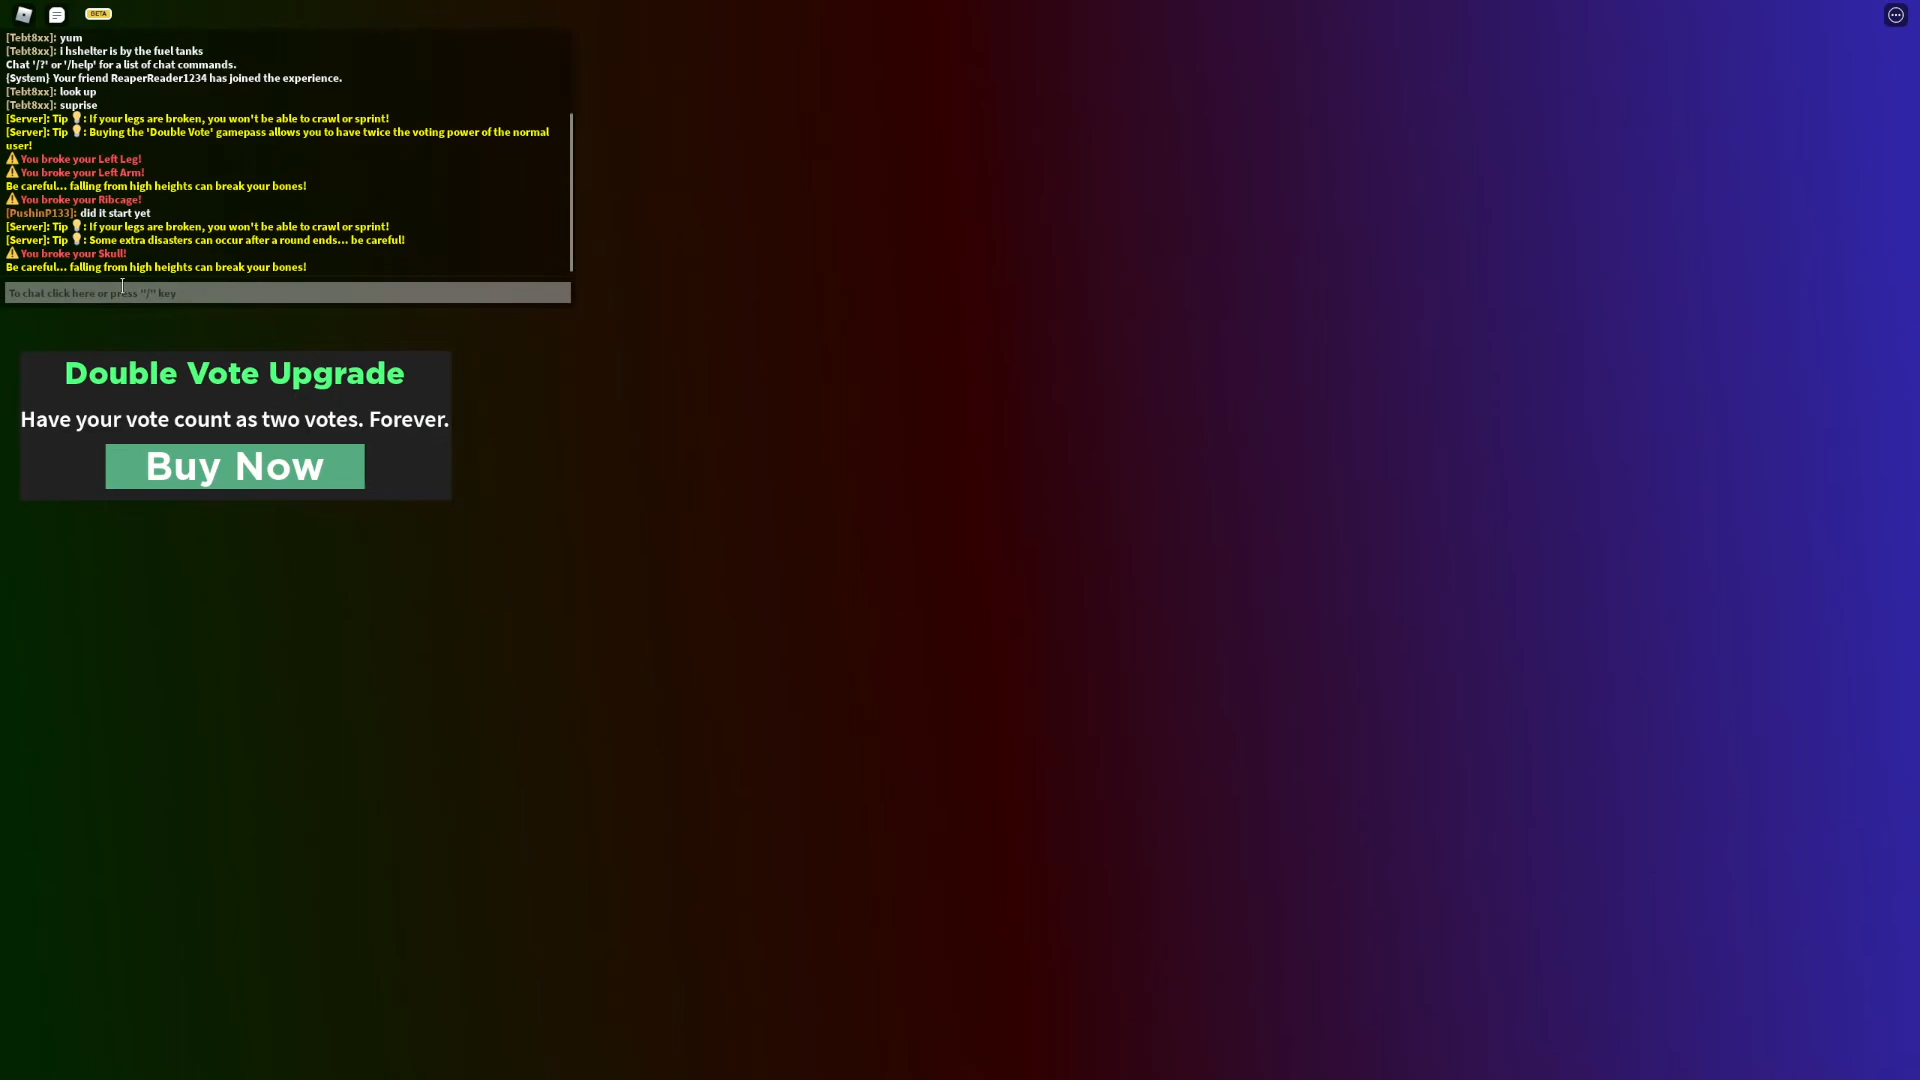 BETA
[Tebt8xx]: yum
[Tebt8xx]: i hshelter is by the fuel tanks
Chat '/?' or '/help' for a list of chat commands.
{System} Your friend ReaperReader1234 has joined the experience.
[Tebt8xx]: look up
[Tebt8xx]: suprise
[Server]: Tip 💡: If your legs are broken, you won't be able to crawl or sprint!
[Server]: Tip 💡: Buying the 'Double Vote' gamepass allows you to have twice the voting power of the normal
user!
⚠️ You broke your Left Leg!
⚠️ You broke your Left Arm!
Be careful... falling from high heights can break your bones!
⚠️ You broke your Ribcage!
[PushinP133]: did it start yet
[Server]: Tip 💡: If your legs are broken, you won't be able to crawl or sprint!
[Server]: Tip 💡: Some extra disasters can occur after a round ends... be careful!
⚠️ You broke your Skull!
Be careful... falling from high heights can break your bones!
To chat click here or press "/" key
Double Vote Upgrade
Have your vote count as two votes. Forever.
Buy Now